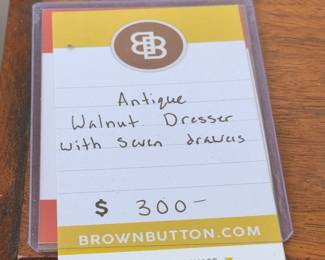 BB
Antique
Walnut Dresser
with seven drawers
$ 300-
BROWNBUTTON.COM